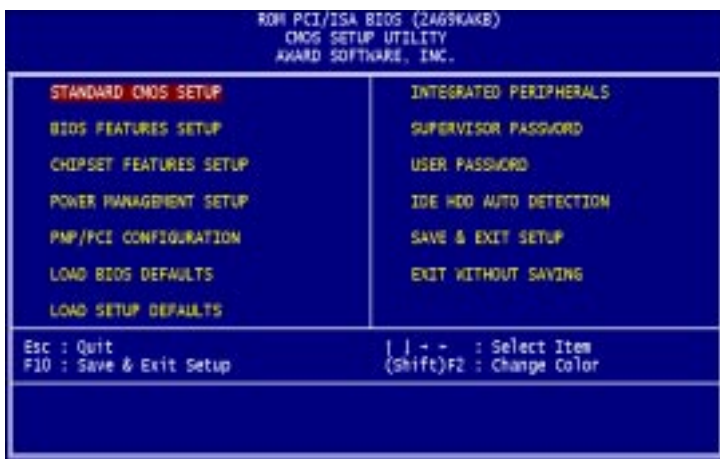 ROM PCI/ISA BIOS (2A69KAKB)
CMOS SETUP UTILITY
AWARD SOFTWARE, INC.
STANDARD CMOS SETUP
BIOS FEATURES SETUP
CHIPSET FEATURES SETUP
POWER MANAGEMENT SETUP
PNP/PCI CONFIGURATION
LOAD BIOS DEFAULTS
LOAD SETUP DEFAULTS
INTEGRATED PERIPHERALS
SUPERVISOR PASSWORD
USER PASSWORD
IDE HDD AUTO DETECTION
SAVE & EXIT SETUP
EXIT WITHOUT SAVING
Esc : Quit
F10 : Save & Exit Setup
: Select Item
(Shift)F2 : Change Color